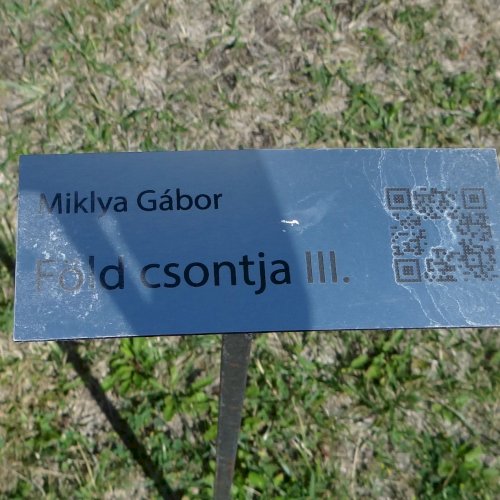 Miklya Gábor
Föld csontja III.